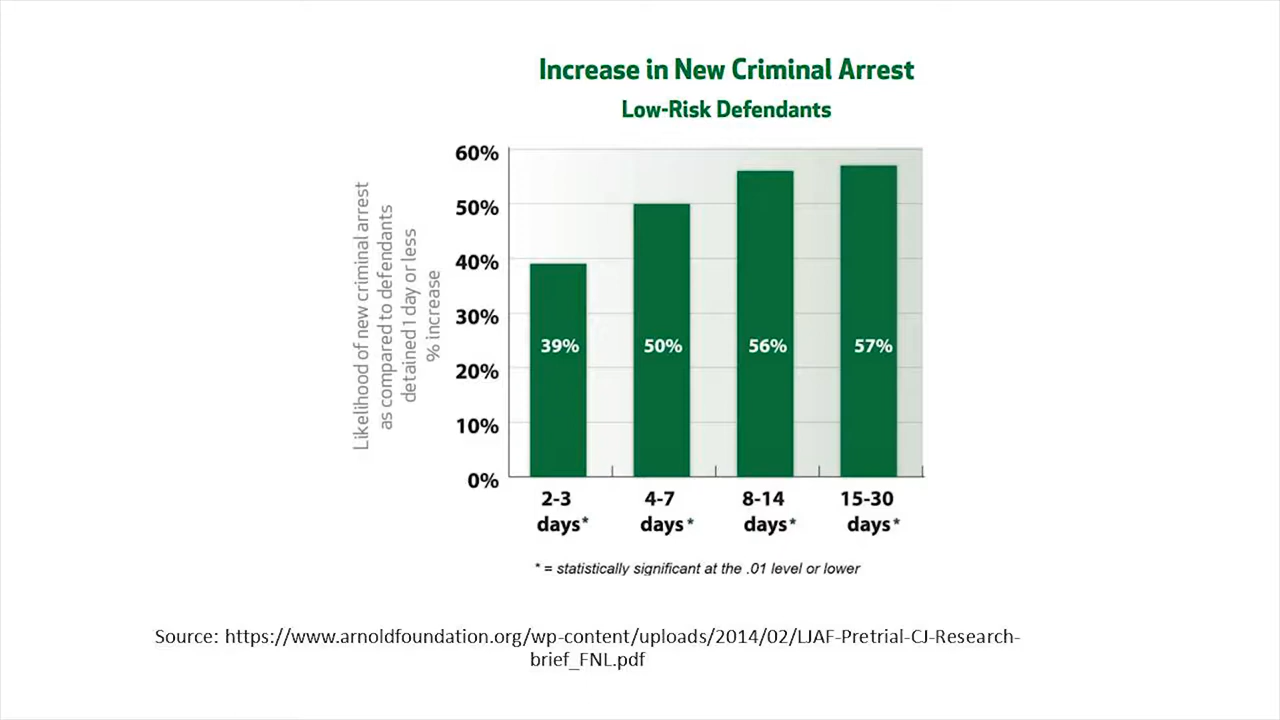 Increase in New Criminal Arrest
Low-Risk Defendants
Likelihood of new criminal arrest
as compared to defendants
detained 1 day or less
% increase
60%
50%
40%
30%
20%
10%
0%
39%
50%
56%
57%
2-3
days*
4-7
days*
8-14
days*
15-30
days*
* = statistically significant at the .01 level or lower
Source: https://www.arnoldfoundation.org/wp-content/uploads/2014/02/LJAF-Pretrial-CJ-Research-
brief_FNL.pdf